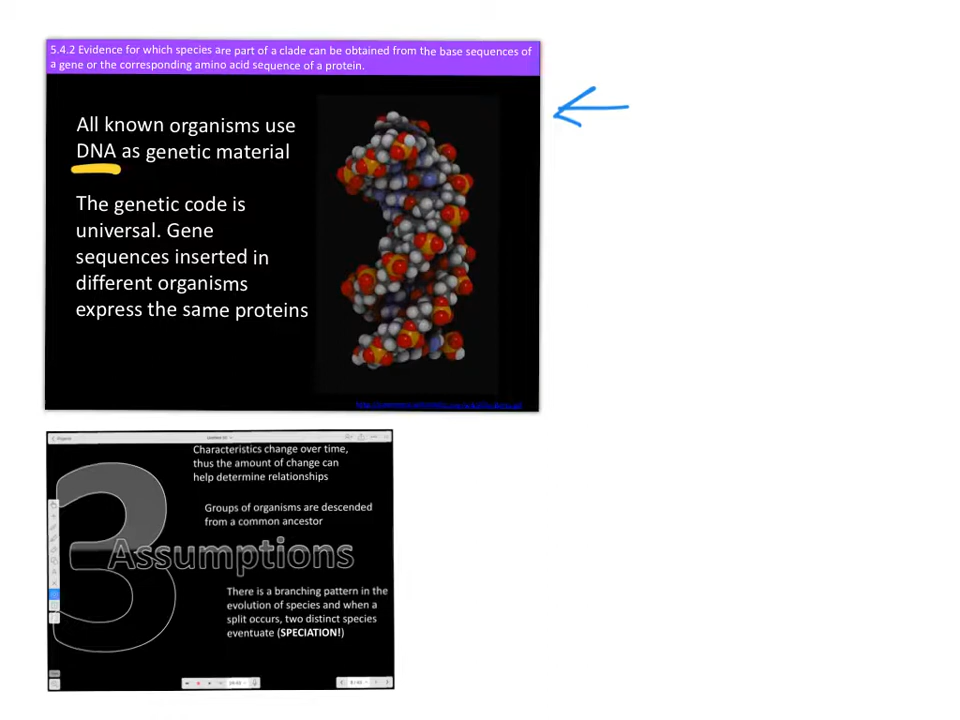 5.4.2 Evidence for which species are part of a clade can be obtained from the base sequences of
a gene or the corresponding amino acid sequence of a protein.
All known organisms use
DNA as genetic material
The genetic code is
universal. Gene
sequences inserted in
different organisms
express the same proteins
Characteristics change over time,
thus the amount of change can
help determine relationships
Groups of organisms are descended
from a common ancestor
3
Assumptions
There is a branching pattern in the
evolution of species and when a
split occurs, two distinct species
eventuate (SPECIATION!)